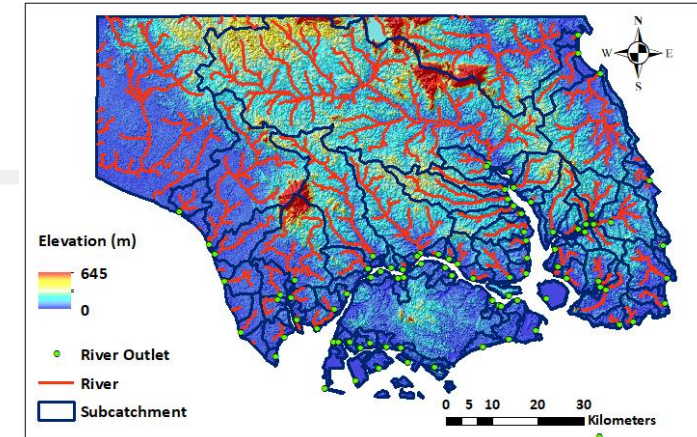 N
W E
S
Elevation (m)
645
0
River Outlet
River
Subcatchment
0 5 10 20 30
Kilometers